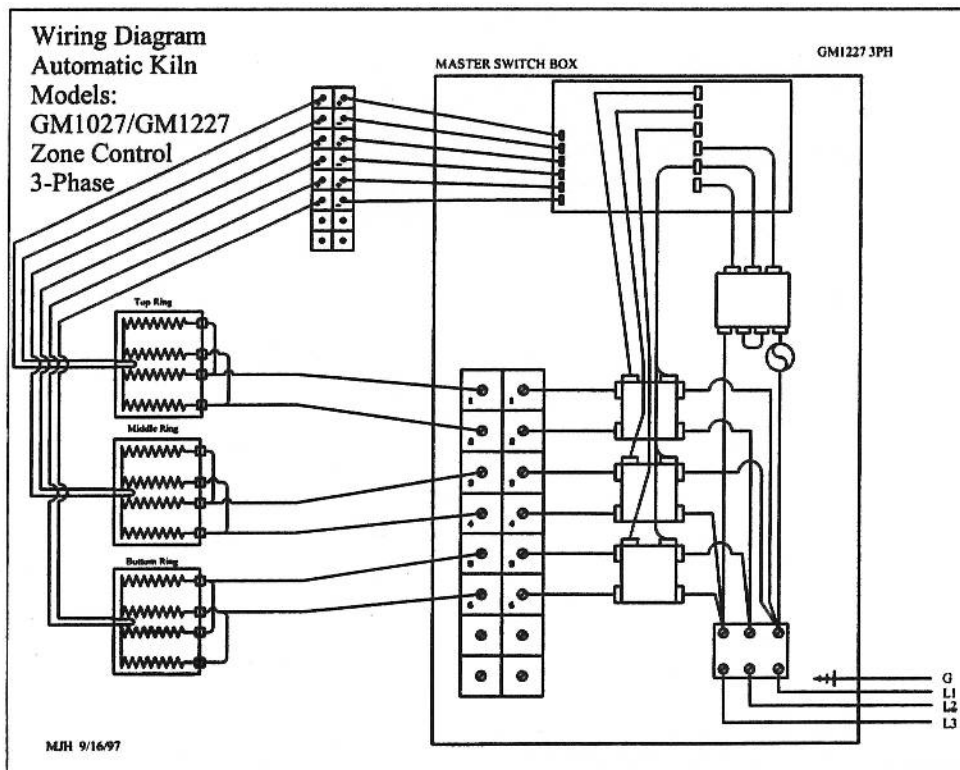 Wiring Diagram
Automatic Kiln
Models:
GM1027/GM1227
Zone Control
3-Phase
GM1227 3PH
MASTER SWITCH BOX
Top Ring
Middle Ring
Bottom Ring
1 1
2 2
3 3
4 4
5 5
6 6
G
L1
L2
L3
MJH 9/16/97